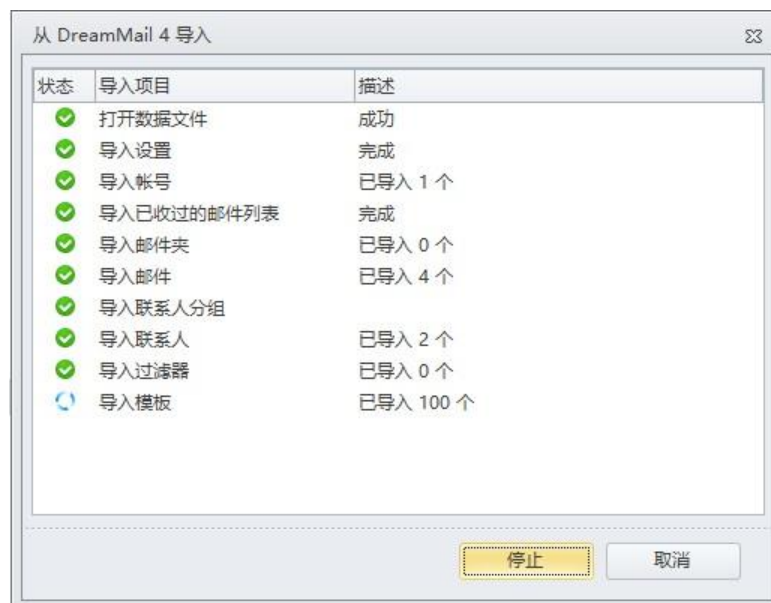 从 DreamMail 4 导入
状态 导入项目 描述
打开数据文件 成功
导入设置 完成
导入帐号 已导入 1 个
导入已收过的邮件列表 完成
导入邮件夹 已导入 0 个
导入邮件 已导入 4 个
导入联系人分组
导入联系人 已导入 2 个
导入过滤器 已导入 0 个
导入模板 已导入 100 个
停止 取消